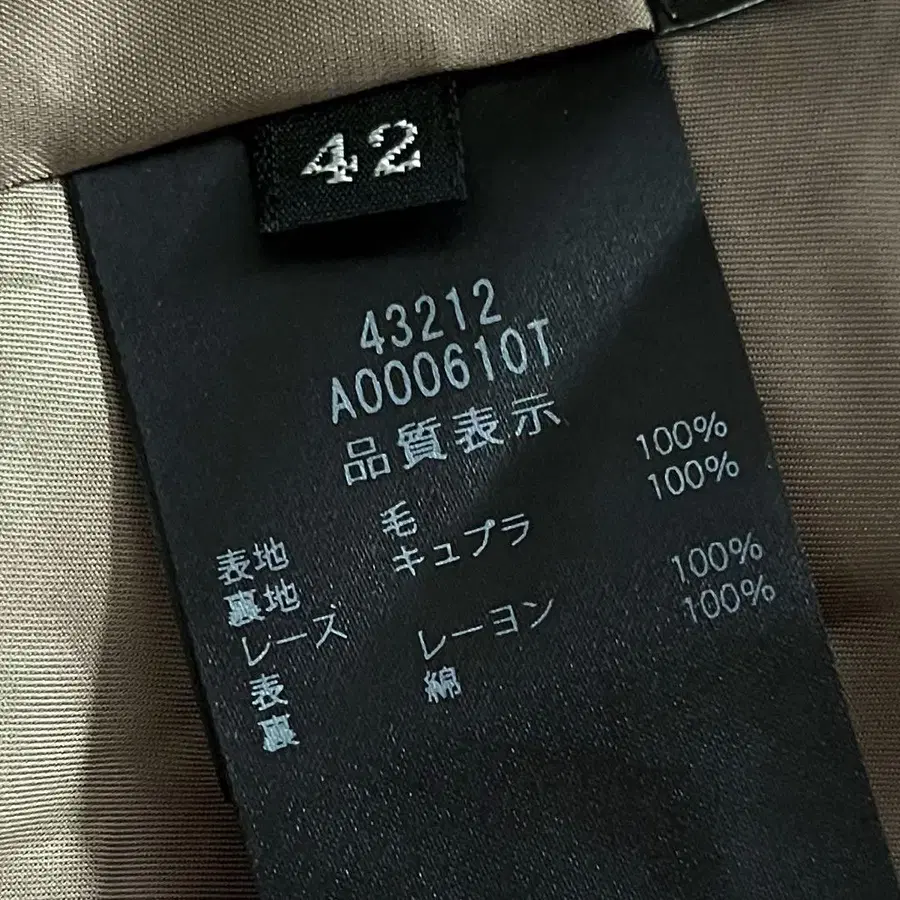 42
43212
A000610T
品質表示
表地 毛 100%
裏地 キュプラ 100%
レース
表 レーヨン 100%
裏 綿 100%